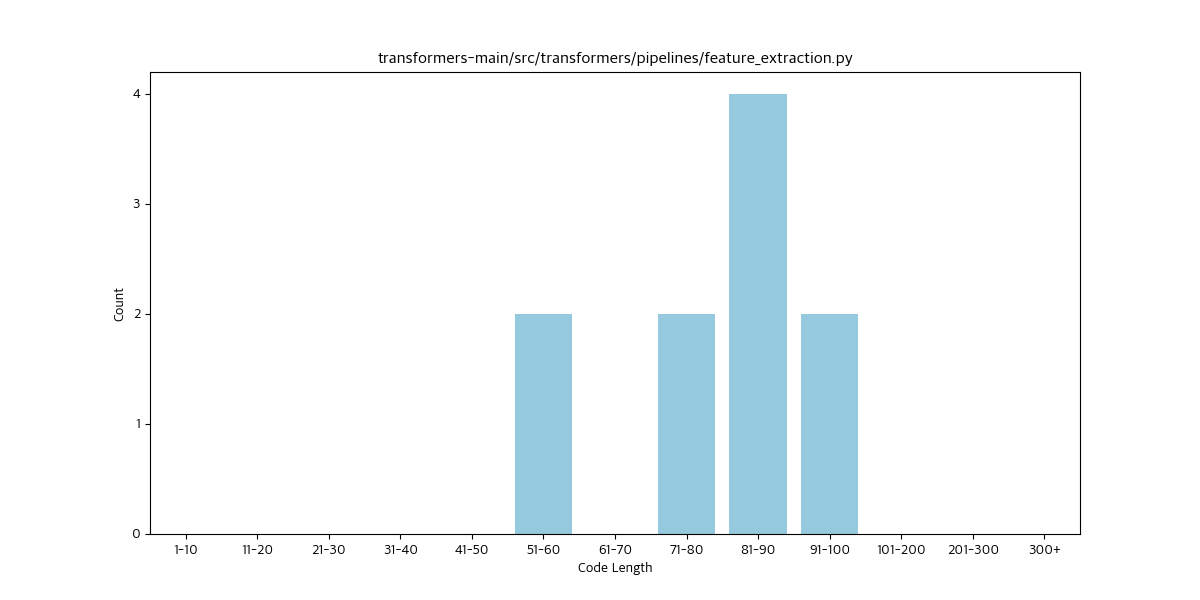 transformers-main/src/transformers/pipelines/feature_extraction.py
4
3
2
1
0
Count
1-10 11-20 21-30 31-40 41-50 51-60 61-70 71-80 81-90 91-100 101-200 201-300 300+
Code Length